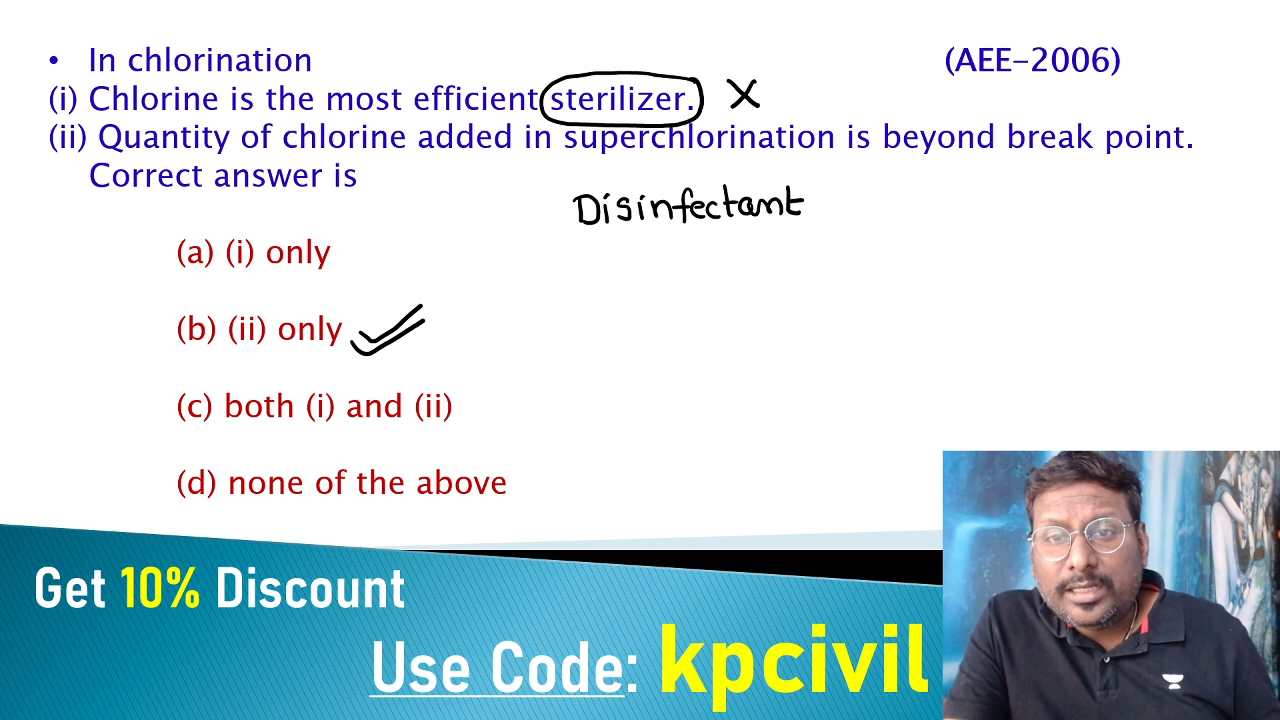 • In chlorination (AEE-2006)
(i) Chlorine is the most efficient sterilizer. X
(ii) Quantity of chlorine added in superchlorination is beyond break point.
Correct answer is
Disinfectant
(a) (i) only
(b) (ii) only
(c) both (i) and (ii)
(d) none of the above
Get 10% Discount
Use Code: kpcivil